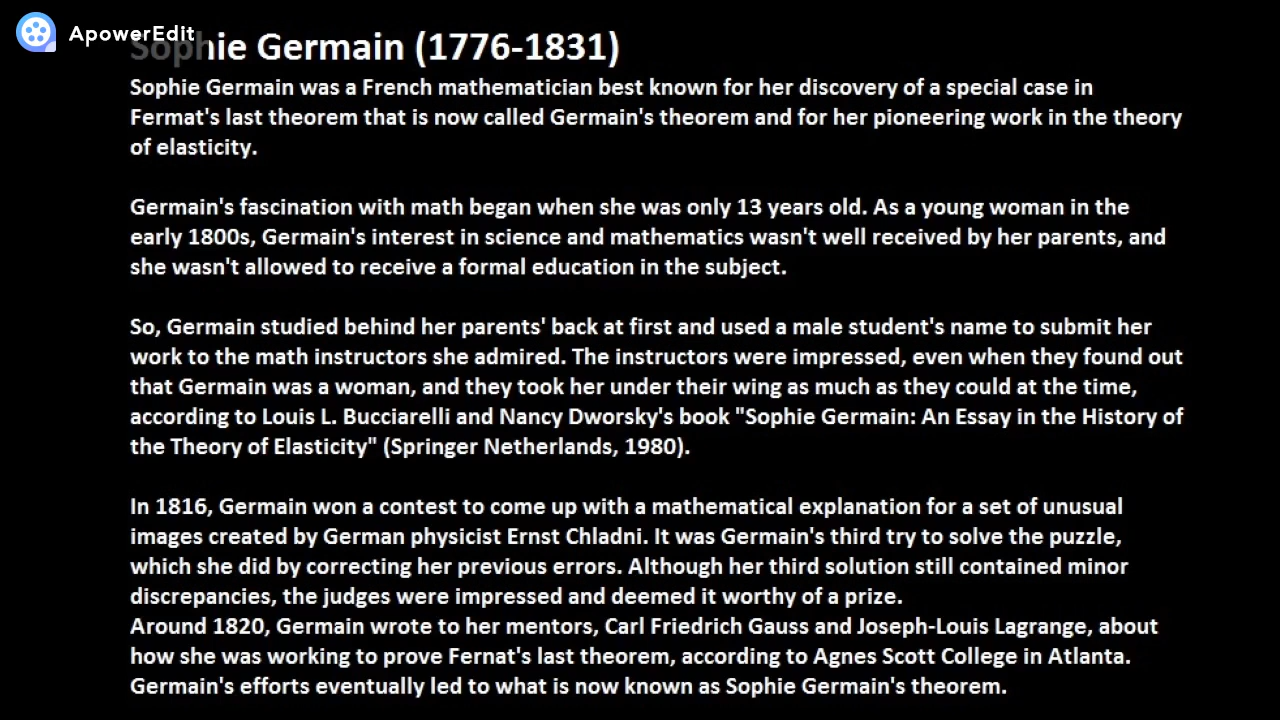 ApowerEdit
Sophie Germain (1776-1831)
Sophie Germain was a French mathematician best known for her discovery of a special case in
Fermat's last theorem that is now called Germain's theorem and for her pioneering work in the theory
of elasticity.
Germain's fascination with math began when she was only 13 years old. As a young woman in the
early 1800s, Germain's interest in science and mathematics wasn't well received by her parents, and
she wasn't allowed to receive a formal education in the subject.
So, Germain studied behind her parents' back at first and used a male student's name to submit her
work to the math instructors she admired. The instructors were impressed, even when they found out
that Germain was a woman, and they took her under their wing as much as they could at the time,
according to Louis L. Bucciarelli and Nancy Dworsky's book "Sophie Germain: An Essay in the History of
the Theory of Elasticity" (Springer Netherlands, 1980).
In 1816, Germain won a contest to come up with a mathematical explanation for a set of unusual
images created by German physicist Ernst Chladni. It was Germain's third try to solve the puzzle,
which she did by correcting her previous errors. Although her third solution still contained minor
discrepancies, the judges were impressed and deemed it worthy of a prize.
Around 1820, Germain wrote to her mentors, Carl Friedrich Gauss and Joseph-Louis Lagrange, about
how she was working to prove Fernat's last theorem, according to Agnes Scott College in Atlanta.
Germain's efforts eventually led to what is now known as Sophie Germain's theorem.